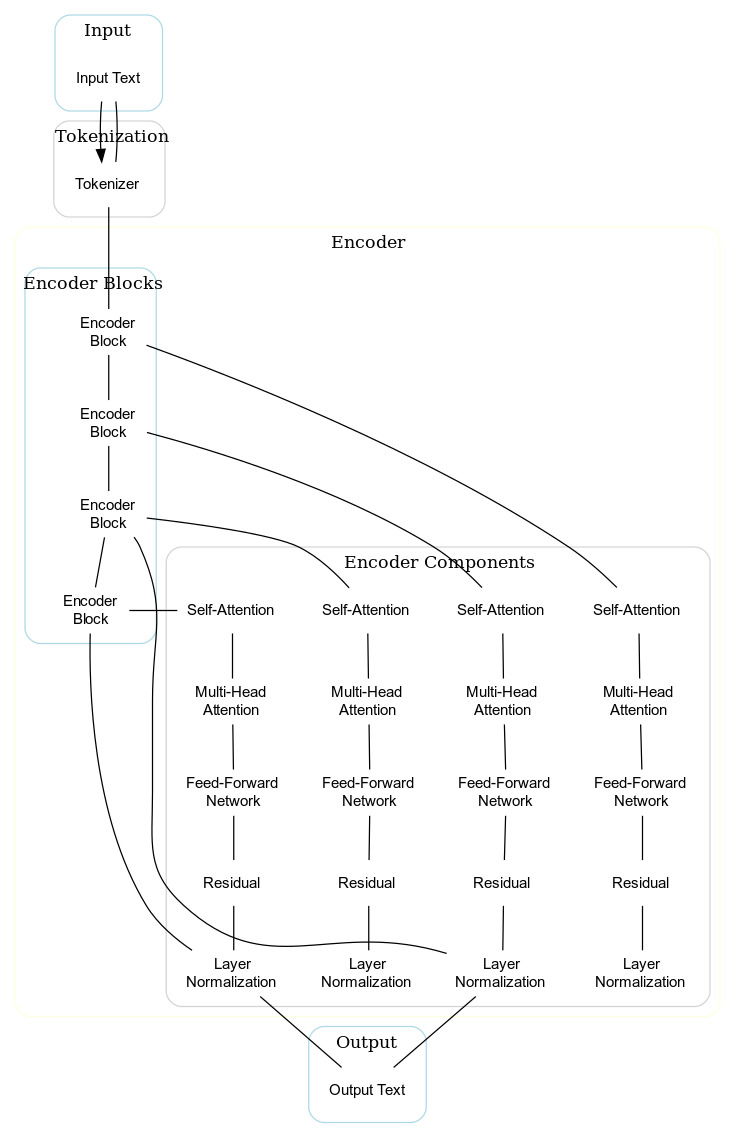 Input
Input Text
Tokenization
Tokenizer
Encoder
Encoder Blocks
Encoder
Block
Encoder
Block
Encoder
Block
Encoder
Block
Encoder Components
Self-Attention
Self-Attention
Self-Attention
Self-Attention
Multi-Head
Attention
Multi-Head
Attention
Multi-Head
Attention
Multi-Head
Attention
Feed-Forward
Network
Feed-Forward
Network
Feed-Forward
Network
Feed-Forward
Network
Residual
Residual
Residual
Residual
Layer
Normalization
Layer
Normalization
Layer
Normalization
Layer
Normalization
Output
Output Text